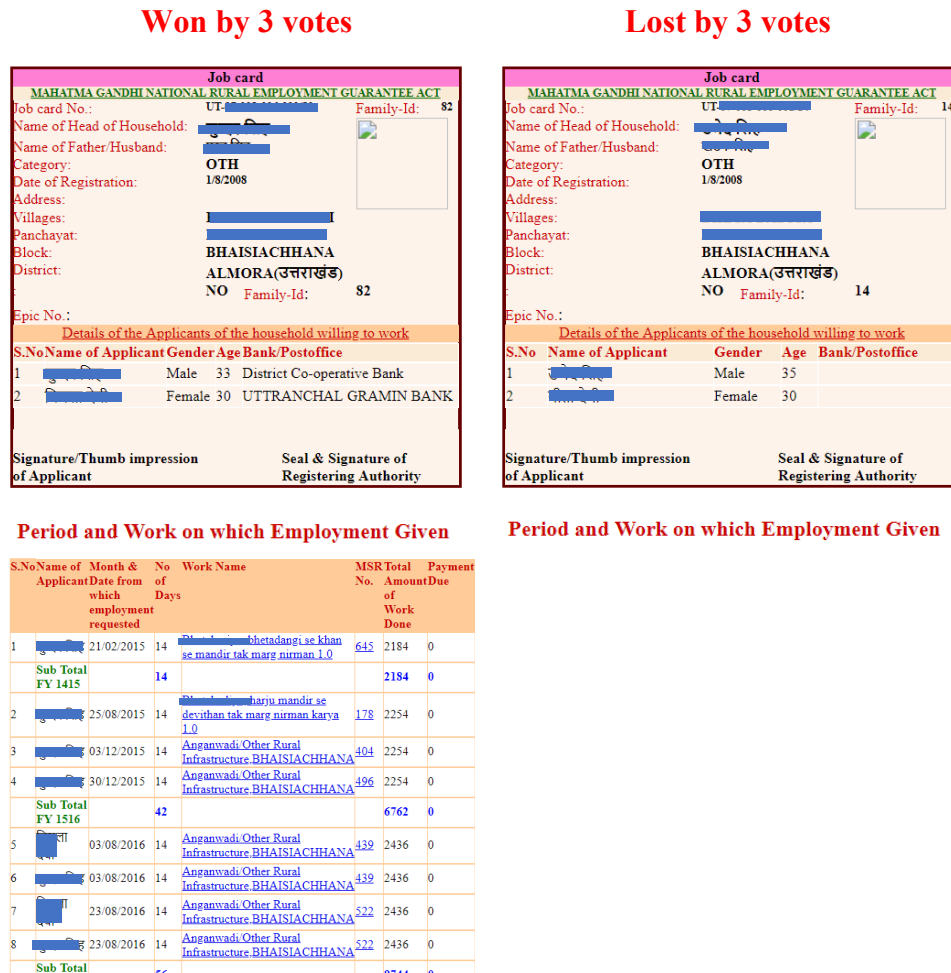 Won by 3 votes
Job card
MAHATMA GANDHI NATIONAL RURAL EMPLOYMENT GUARANTEE ACT
Job card No.: UT- Family-Id: 82
Name of Head of Household:
Name of Father/Husband:
Category: OTH
Date of Registration: 1/8/2008
Address:
Villages:
Panchayat:
Block: BHAISIACHHANA
District: ALMORA(उत्तराखंड)
: NO Family-Id: 82
Epic No.:
Details of the Applicants of the household willing to work
S.No Name of Applicant Gender Age Bank/Postoffice
1 Male 33 District Co-operative Bank
2 Female 30 UTTRANCHAL GRAMIN BANK
Signature/Thumb impression Seal & Signature of
of Applicant Registering Authority
Period and Work on which Employment Given
S.No Name of Month & No Work Name MSR Total Payment
Applicant Date from of No. Amount Due
which Days of
employment Work
requested Done
1 21/02/2015 14 bhetadangi se khan 645 2184 0
se mandir tak marg nirman 1.0
Sub Total
FY 1415 14 2184 0
2 25/08/2015 14 harju mandir se 178 2254 0
devithan tak marg nirman karya
1.0
3 03/12/2015 14 Anganwadi/Other Rural 404 2254 0
Infrastructure,BHAISIACHHANA
4 30/12/2015 14 Anganwadi/Other Rural 496 2254 0
Infrastructure,BHAISIACHHANA
Sub Total
FY 1516 42 6762 0
5 03/08/2016 14 Anganwadi/Other Rural 439 2436 0
Infrastructure,BHAISIACHHANA
6 03/08/2016 14 Anganwadi/Other Rural 439 2436 0
Infrastructure,BHAISIACHHANA
7 23/08/2016 14 Anganwadi/Other Rural 522 2436 0
Infrastructure,BHAISIACHHANA
8 23/08/2016 14 Anganwadi/Other Rural 522 2436 0
Infrastructure,BHAISIACHHANA
Sub Total
Lost by 3 votes
Job card
MAHATMA GANDHI NATIONAL RURAL EMPLOYMENT GUARANTEE ACT
Job card No.: UT- Family-Id: 14
Name of Head of Household:
Name of Father/Husband:
Category: OTH
Date of Registration: 1/8/2008
Address:
Villages:
Panchayat:
Block: BHAISIACHHANA
District: ALMORA(उत्तराखंड)
: NO Family-Id: 14
Epic No.:
Details of the Applicants of the household willing to work
S.No Name of Applicant Gender Age Bank/Postoffice
1 Male 35
2 Female 30
Signature/Thumb impression Seal & Signature of
of Applicant Registering Authority
Period and Work on which Employment Given